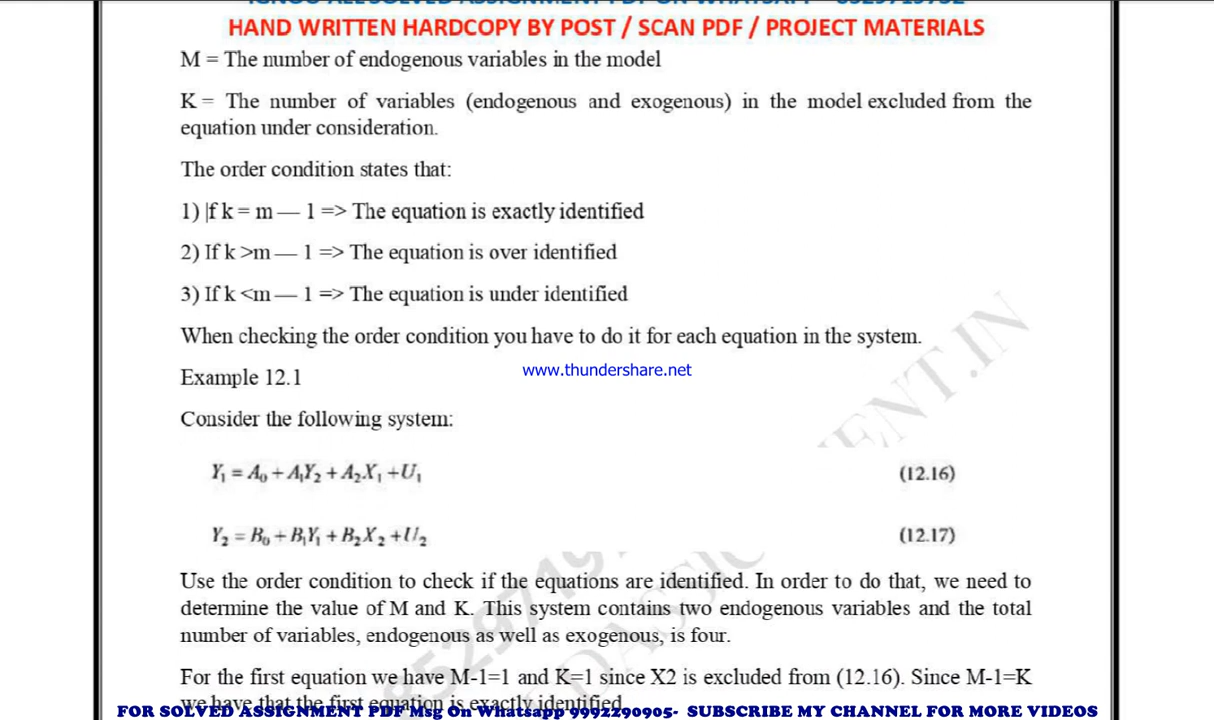 HAND WRITTEN HARDCOPY BY POST / SCAN PDF / PROJECT MATERIALS
M = The number of endogenous variables in the model
K = The number of variables (endogenous and exogenous) in the model excluded from the
equation under consideration.
The order condition states that:
1) |f k = m — 1 => The equation is exactly identified
2) If k >m — 1 => The equation is over identified
3) If k <m — 1 => The equation is under identified
When checking the order condition you have to do it for each equation in the system.
Example 12.1
www.thundershare.net
Consider the following system:
Y₁ = A₀ + A₁Y₂ + A₂X₁ + U₁ (12.16)
Y₂ = B₀ + B₁Y₁ + B₂X₂ + U₂ (12.17)
Use the order condition to check if the equations are identified. In order to do that, we need to
determine the value of M and K. This system contains two endogenous variables and the total
number of variables, endogenous as well as exogenous, is four.
For the first equation we have M-1=1 and K=1 since X2 is excluded from (12.16). Since M-1=K
we have that the first equation is exactly identified.
FOR SOLVED ASSIGNMENT PDF Msg On Whatsapp 9992290905- SUBSCRIBE MY CHANNEL FOR MORE VIDEOS